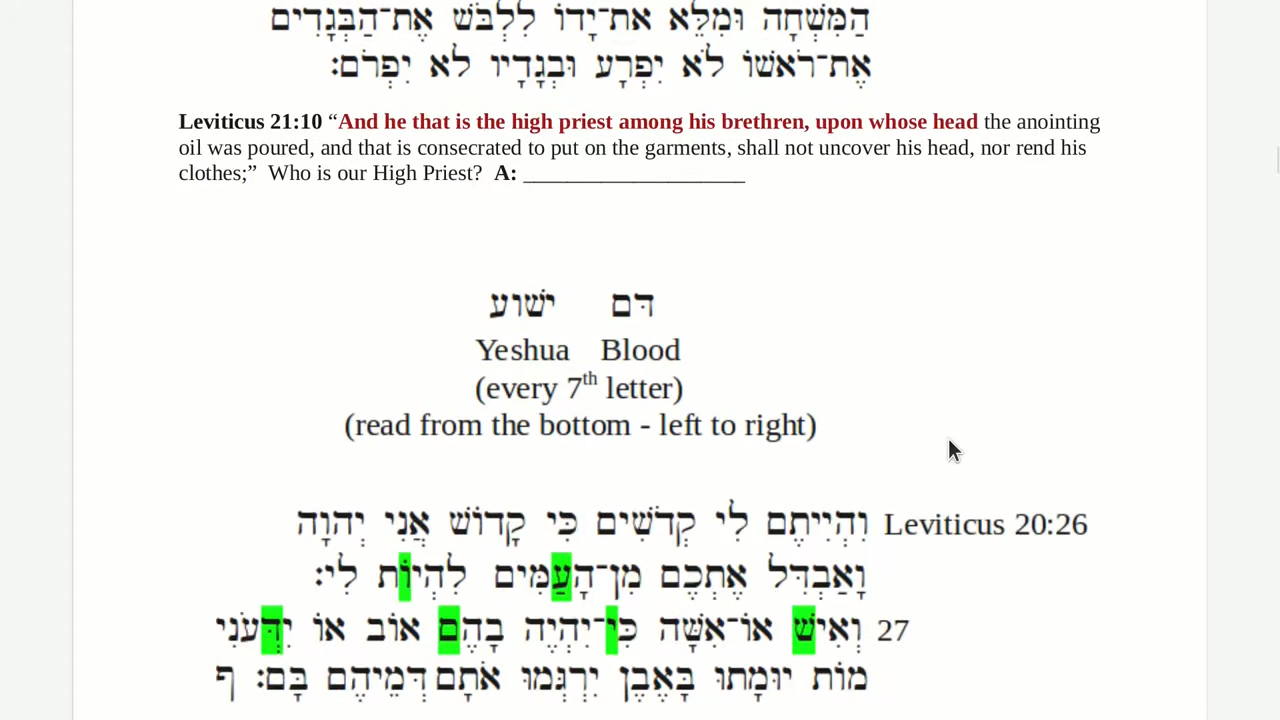 הַמִּשְׁחָה וּמִלֵּא אֶת־יָדוֹ לִלְבֹּשׁ אֶת־הַבְּגָדִים
אֶת־רֹאשׁוֹ לֹא יִפְרָע וּבְגָדָיו לֹא יִפְרֹם׃
Leviticus 21:10 “And he that is the high priest among his brethren, upon whose head the anointing
oil was poured, and that is consecrated to put on the garments, shall not uncover his head, nor rend his
clothes;” Who is our High Priest? A: ____________________
דּם ישׁוע
Yeshua Blood
(every 7th letter)
(read from the bottom - left to right)
וִהְיִיתֶם לִי קְדֹשִׁים כִּי קָדוֹשׁ אֲנִי יְהוָה Leviticus 20:26
וָאַבְדִּל אֶתְכֶם מִן־הָעַמִּים לִהְיוֹת לִי׃
וְאִישׁ אוֹ־אִשָּׁה כִּי־יִהְיֶה בָהֶם אוֹב אוֹ יִדְּעֹנִי 27
מוֹת יוּמָתוּ בָּאֶבֶן יִרְגְּמוּ אֹתָם דְּמֵיהֶם בָּם׃ ף